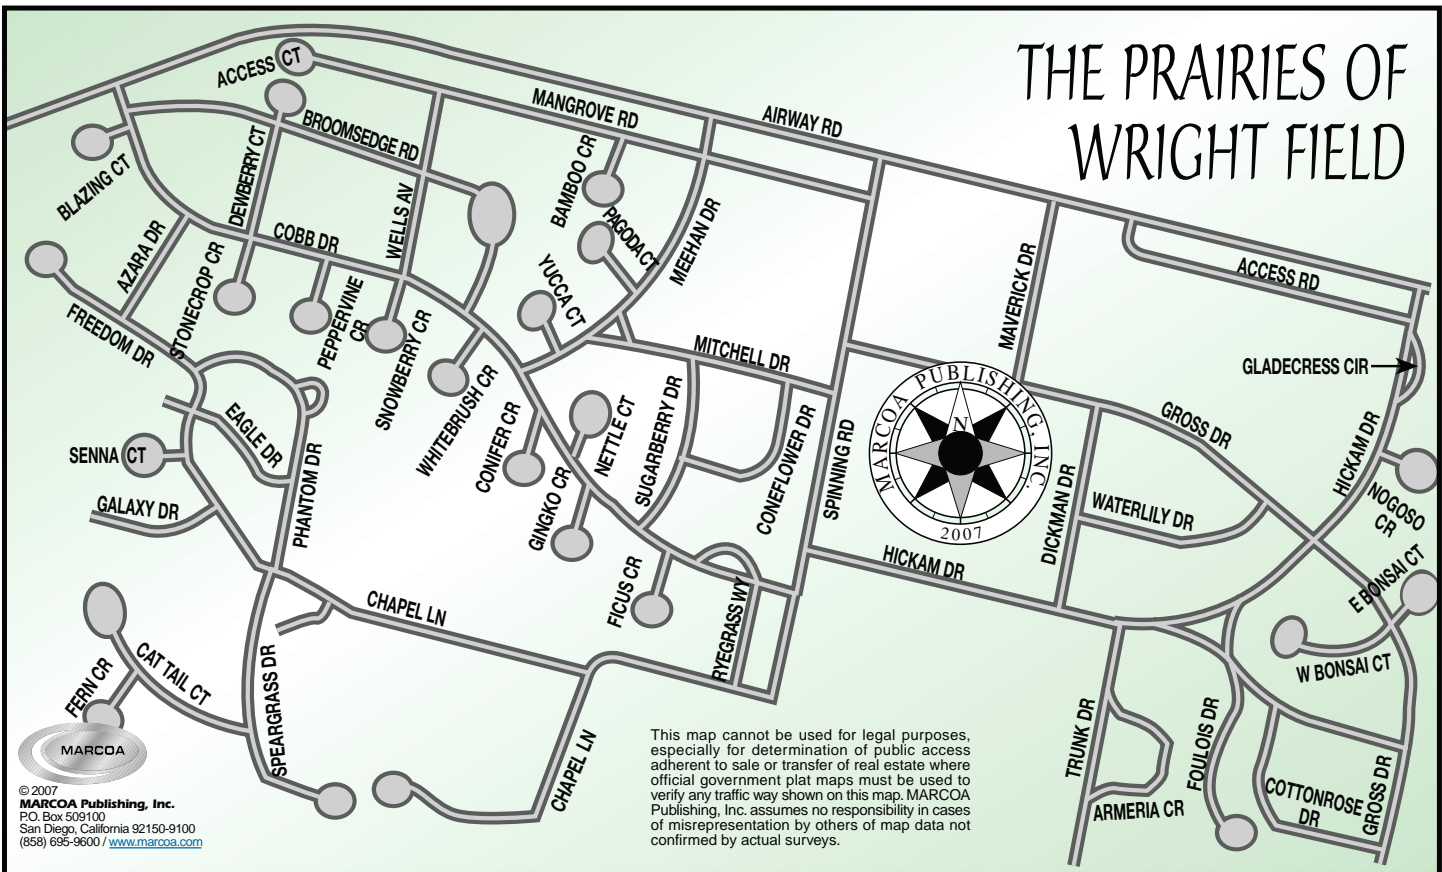 THE PRAIRIES OF
WRIGHT FIELD
ACCESS CT
MANGROVE RD
AIRWAY RD
BROOMSEDGE RD
BLAZING CT
DEWBERRY CT
WELLS AV
BAMBOO CR
PAGODA CT
MEEHAN DR
AZARA DR
STONECROP CR
COBB DR
YUCCA CT
MAVERICK DR
ACCESS RD
FREEDOM DR
PEPPERVINE
CR
SNOWBERRY CR
WHITEBRUSH CR
MITCHELL DR
GLADECRESS CIR
EAGLE DR
CONIFER CR
NETTLE CT
SUGARBERRY DR
CONEFLOWER DR
SPINNING RD
MARCOA PUBLISHING, INC.
N
2007
GROSS DR
HICKAM DR
SENNA CT
GALAXY DR
PHANTOM DR
GINGKO CR
DICKMAN DR
WATERLILY DR
NOGOSO
CR
HICKAM DR
E BONSAI CT
FICUS CR
RYEGRASS WY
CHAPEL LN
W BONSAI CT
FERN CR
CAT TAIL CT
SPEARGRASS DR
CHAPEL LN
TRUNK DR
FOULOIS DR
ARMERIA CR
COTTONROSE
DR
GROSS DR
MARCOA
© 2007
MARCOA Publishing, Inc.
P.O. Box 509100
San Diego, California 92150-9100
(858) 695-9600 / www.marcoa.com
This map cannot be used for legal purposes,
especially for determination of public access
adherent to sale or transfer of real estate where
official government plat maps must be used to
verify any traffic way shown on this map. MARCOA
Publishing, Inc. assumes no responsibility in cases
of misrepresentation by others of map data not
confirmed by actual surveys.